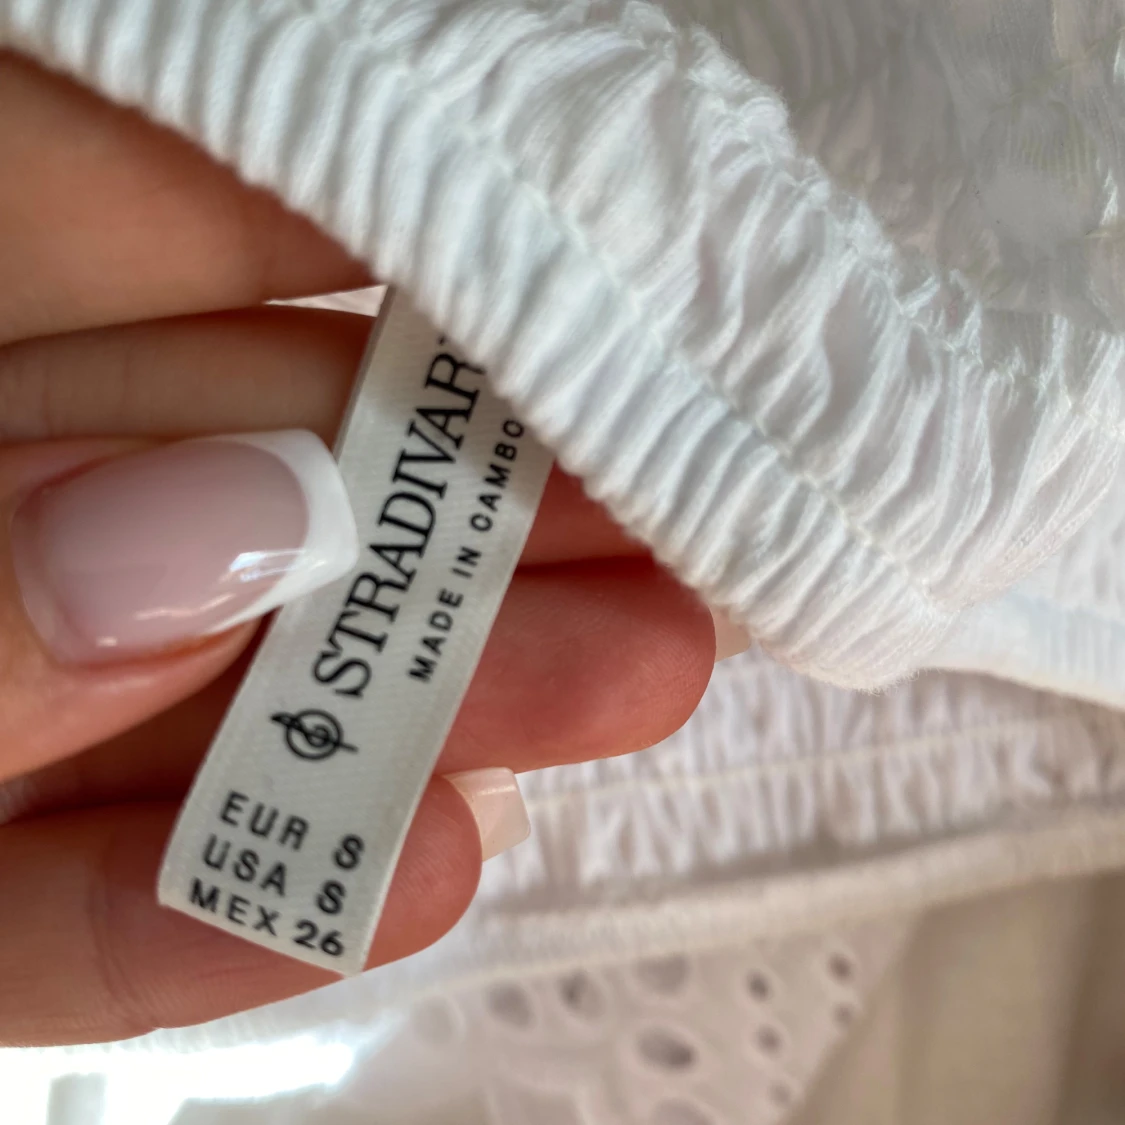 STRADIVAR
MADE IN CAMBO
EUR S
USA S
MEX 26